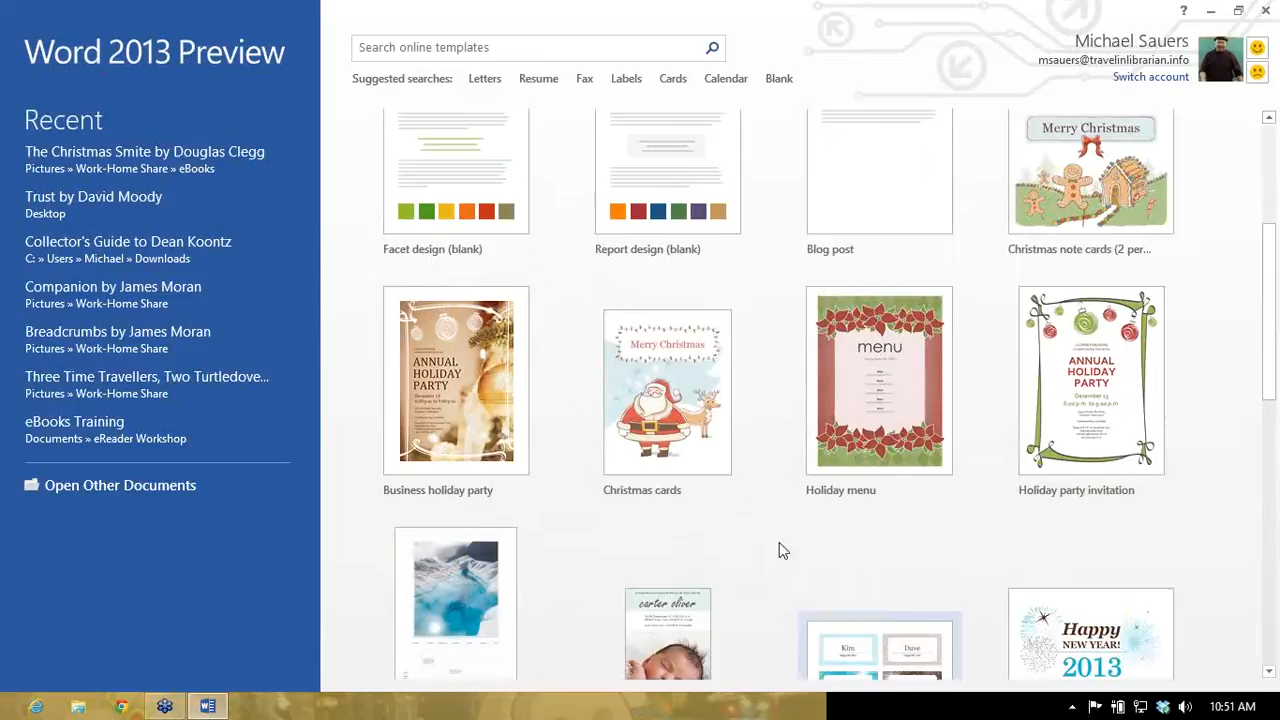 Word 2013 Preview
Recent
The Christmas Smite by Douglas Clegg
Pictures » Work-Home Share » eBooks
Trust by David Moody
Desktop
Collector's Guide to Dean Koontz
C: » Users » Michael » Downloads
Companion by James Moran
Pictures » Work-Home Share
Breadcrumbs by James Moran
Pictures » Work-Home Share
Three Time Travellers, Two Turtledove...
Pictures » Work-Home Share
eBooks Training
Documents » eReader Workshop
Open Other Documents
?
Search online templates
Michael Sauers
msauers@travelinlibrarian.info
Switch account
Suggested searches: Letters Resume Fax Labels Cards Calendar Blank
Merry Christmas
Facet design (blank)
Report design (blank)
Blog post
Christmas note cards (2 per...
ANNUAL
HOLIDAY
PARTY
Merry Christmas
menu
ANNUAL
HOLIDAY
PARTY
December 13
Business holiday party
Christmas cards
Holiday menu
Holiday party invitation
carter oliver
Kim
Dave
Happy
NEW YEAR!
2013
10:51 AM